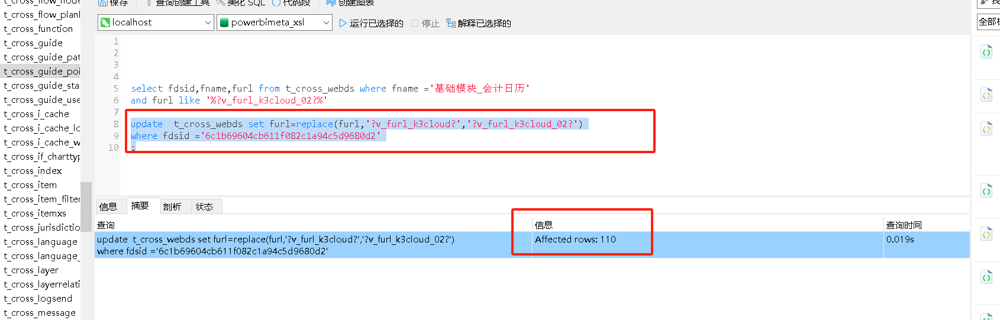 t_cross_flow_node
保存
查询创建工具
美化 SQL
()代码段
创建图表
t_cross_flow_planl
t_cross_function
localhost
powerbimeta_xsl
运行已选择的
停止
解释已选择的
全部标
t_cross_guide
t_cross_guide_pat
t_cross_guide_poi
t_cross_guide_sta
t_cross_guide_use
t_cross_i_cache
t_cross_i_cache_lc
t_cross_i_cache_w
t_cross_if_charttyp
t_cross_index
t_cross_item
t_cross_item_filter
t_cross_itemxs
t_cross_jurisdictio
t_cross_language
t_cross_language_
t_cross_layer
t_cross_layerrelati
t_cross_logsend
t_cross_message
1
2
3
4
5 select fdsid,fname,furl from t_cross_webds where fname ='基础模块_会计日历'
6 and furl like '%?v_furl_k3cloud_02?%'
7
8 update  t_cross_webds set furl=replace(furl,'?v_furl_k3cloud?','?v_furl_k3cloud_02?')
9 where fdsid ='6c1b69604cb611f082c1a94c5d9680d2'
10 ;
信息 摘要 剖析 状态
查询 信息 查询时间
update  t_cross_webds set furl=replace(furl,'?v_furl_k3cloud?','?v_furl_k3cloud_02?') Affected rows: 110 0.019s
where fdsid ='6c1b69604cb611f082c1a94c5d9680d2'